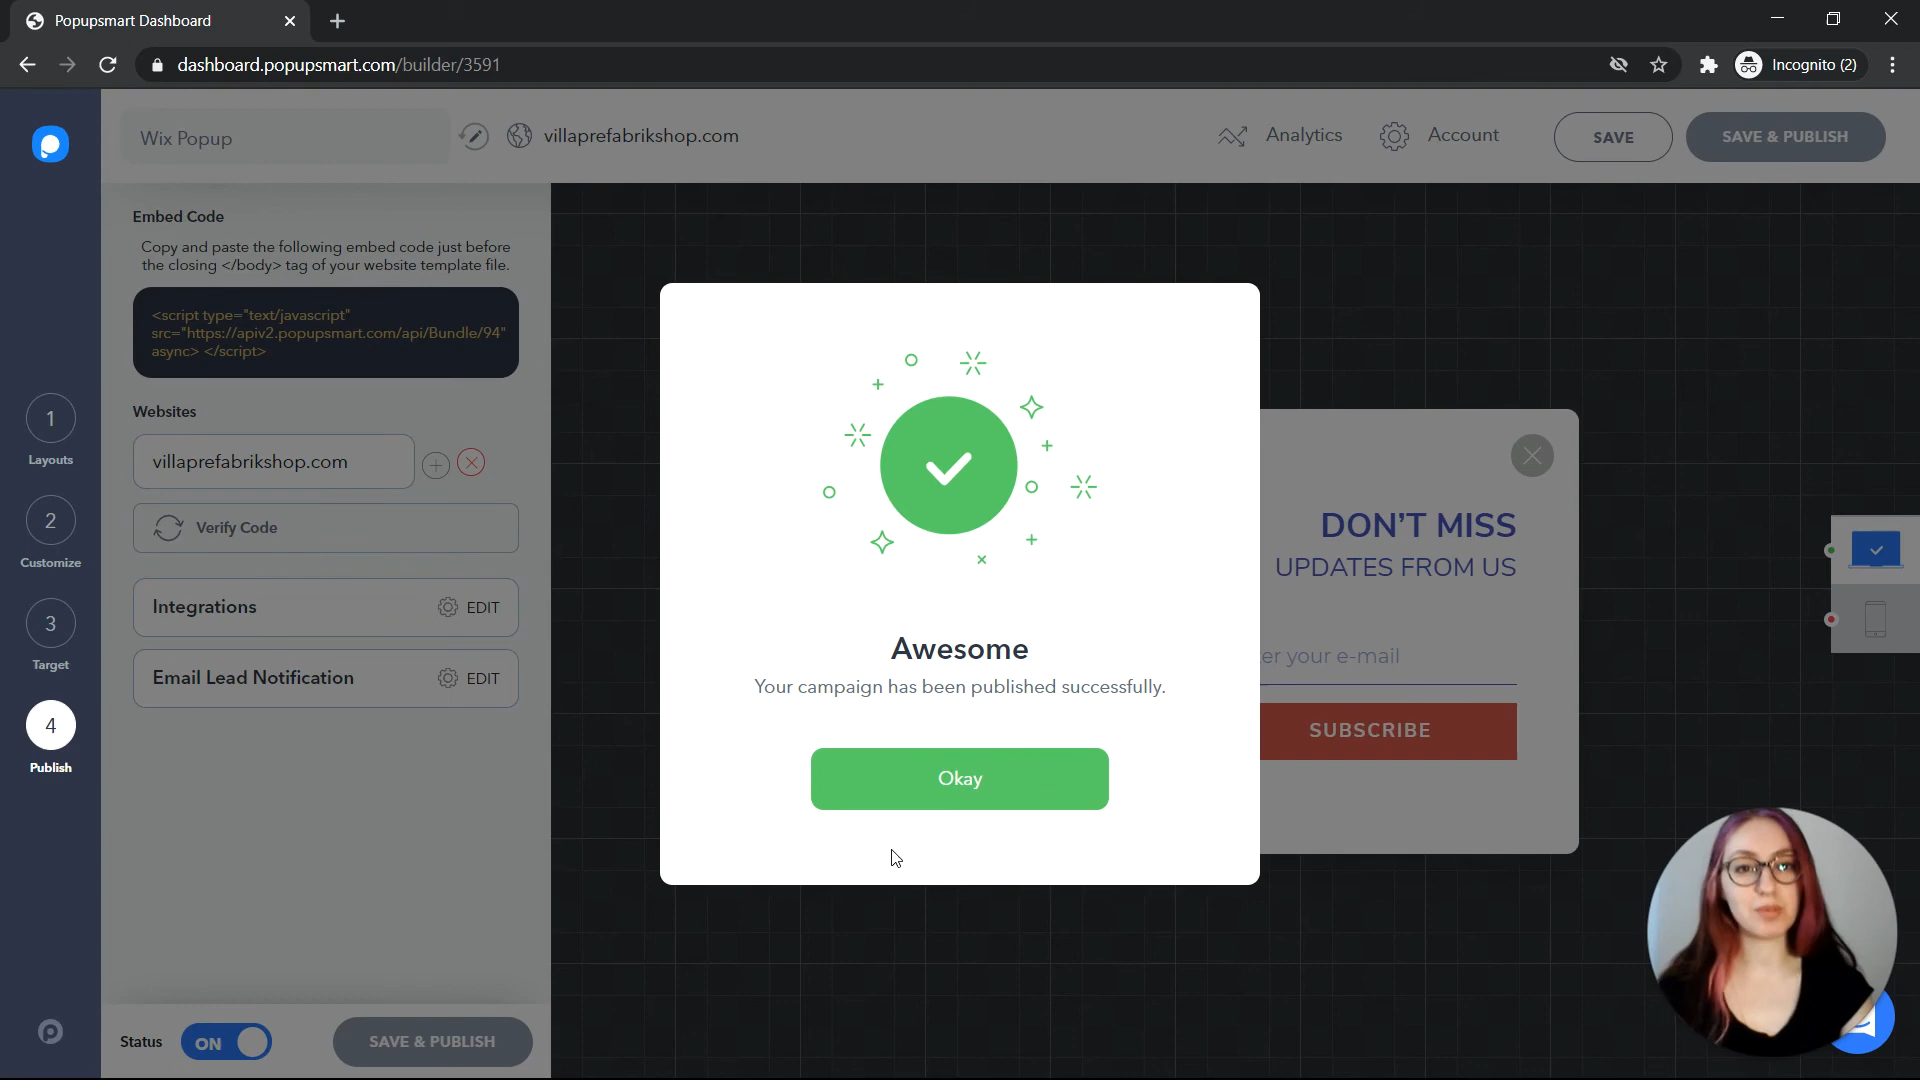 Popupsmart Dashboard
dashboard.popupsmart.com/builder/3591
Incognito (2)
Wix Popup
villaprefabrikshop.com
Analytics
Account
SAVE
SAVE & PUBLISH
Embed Code
Copy and paste the following embed code just before
the closing </body> tag of your website template file.
<script type="text/javascript"
src="https://apiv2.popupsmart.com/api/Bundle/94"
async> </script>
Websites
villaprefabrikshop.com
Verify Code
Integrations
EDIT
Email Lead Notification
EDIT
1
Layouts
2
Customize
3
Target
4
Publish
Status
ON
SAVE & PUBLISH
Awesome
Your campaign has been published successfully.
Okay
DON'T MISS
UPDATES FROM US
er your e-mail
SUBSCRIBE